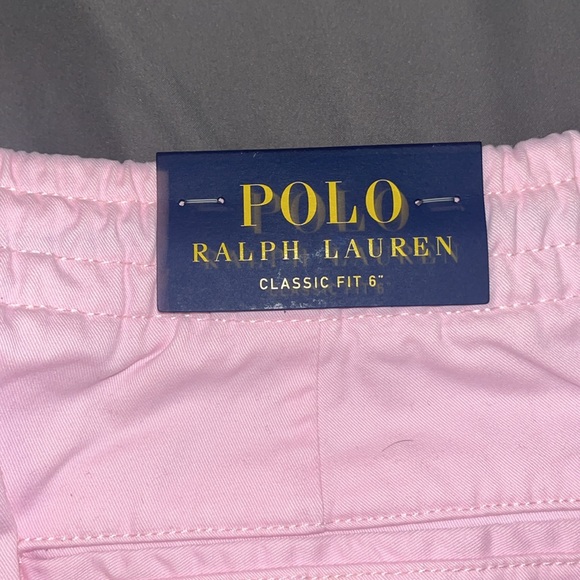 POLO
RALPH LAUREN
CLASSIC FIT 6"